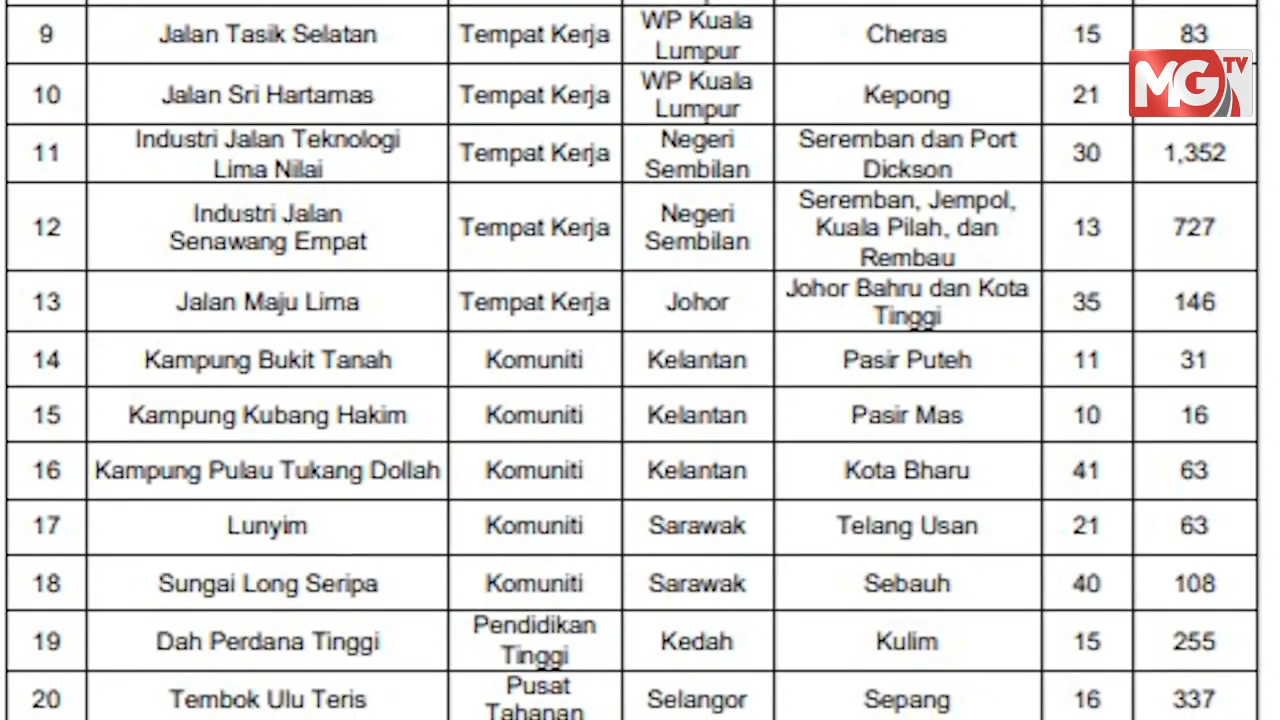 9 Jalan Tasik Selatan Tempat Kerja WP Kuala Lumpur Cheras 15 83
10 Jalan Sri Hartamas Tempat Kerja WP Kuala Lumpur Kepong 21
MGTV
11 Industri Jalan Teknologi Lima Nilai Tempat Kerja Negeri Sembilan Seremban dan Port Dickson 30 1,352
12 Industri Jalan Senawang Empat Tempat Kerja Negeri Sembilan Seremban, Jempol, Kuala Pilah, dan Rembau 13 727
13 Jalan Maju Lima Tempat Kerja Johor Johor Bahru dan Kota Tinggi 35 146
14 Kampung Bukit Tanah Komuniti Kelantan Pasir Puteh 11 31
15 Kampung Kubang Hakim Komuniti Kelantan Pasir Mas 10 16
16 Kampung Pulau Tukang Dollah Komuniti Kelantan Kota Bharu 41 63
17 Lunyim Komuniti Sarawak Telang Usan 21 63
18 Sungai Long Seripa Komuniti Sarawak Sebauh 40 108
19 Dah Perdana Tinggi Pendidikan Tinggi Kedah Kulim 15 255
20 Tembok Ulu Teris Pusat Tahanan Selangor Sepang 16 337